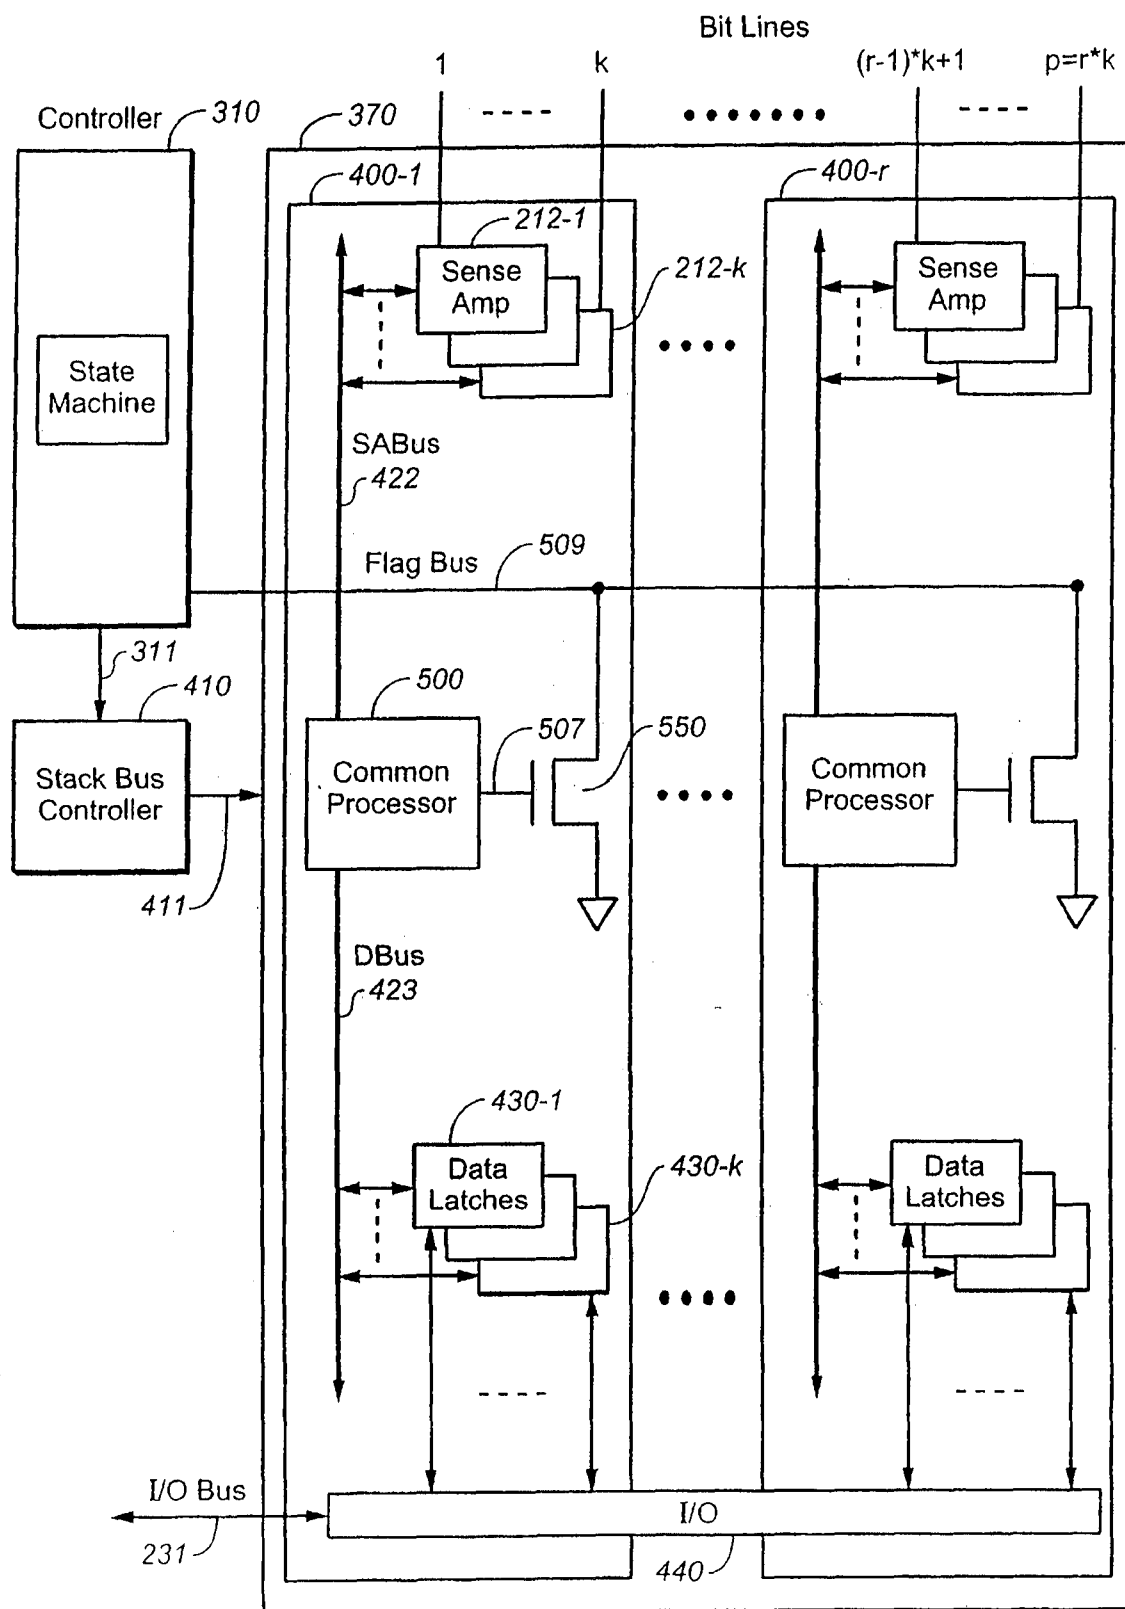 Bit Lines
1
k
(r-1)*k+1
p=r*k
Controller
310
370
400-1
400-r
212-1
Sense
Amp
212-k
Sense
Amp
State
Machine
SABus
422
Flag Bus
509
311
410
500
507
550
Stack Bus
Controller
Common
Processor
Common
Processor
411
DBus
423
430-1
Data
Latches
430-k
Data
Latches
I/O Bus
231
I/O
440